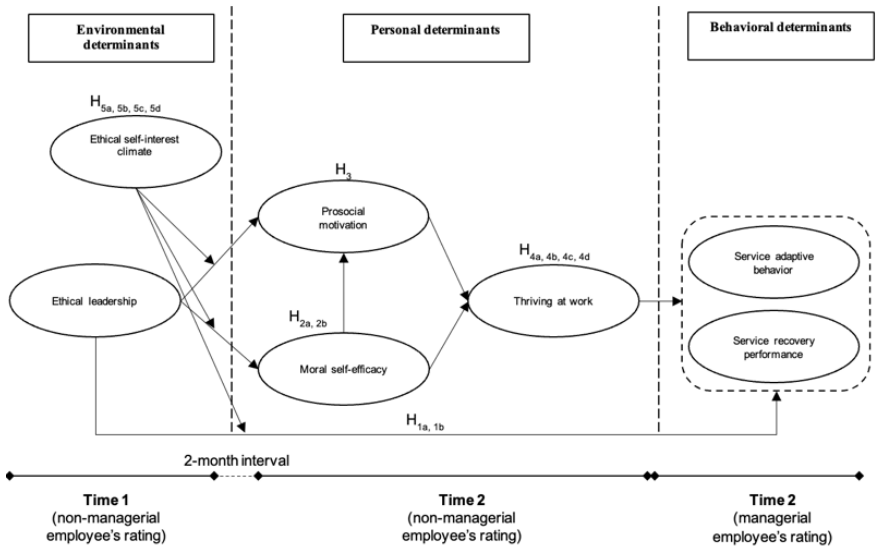 Environmental
determinants
Personal determinants
Behavioral determinants
H5a, 5b, 5c, 5d
Ethical self-interest
climate
H3
Prosocial
motivation
H4a, 4b, 4c, 4d
Service adaptive
behavior
Ethical leadership
Thriving at work
H2a, 2b
Moral self-efficacy
Service recovery
performance
H1a, 1b
2-month interval
Time 1
(non-managerial
employee's rating)
Time 2
(non-managerial
employee's rating)
Time 2
(managerial
employee's rating)